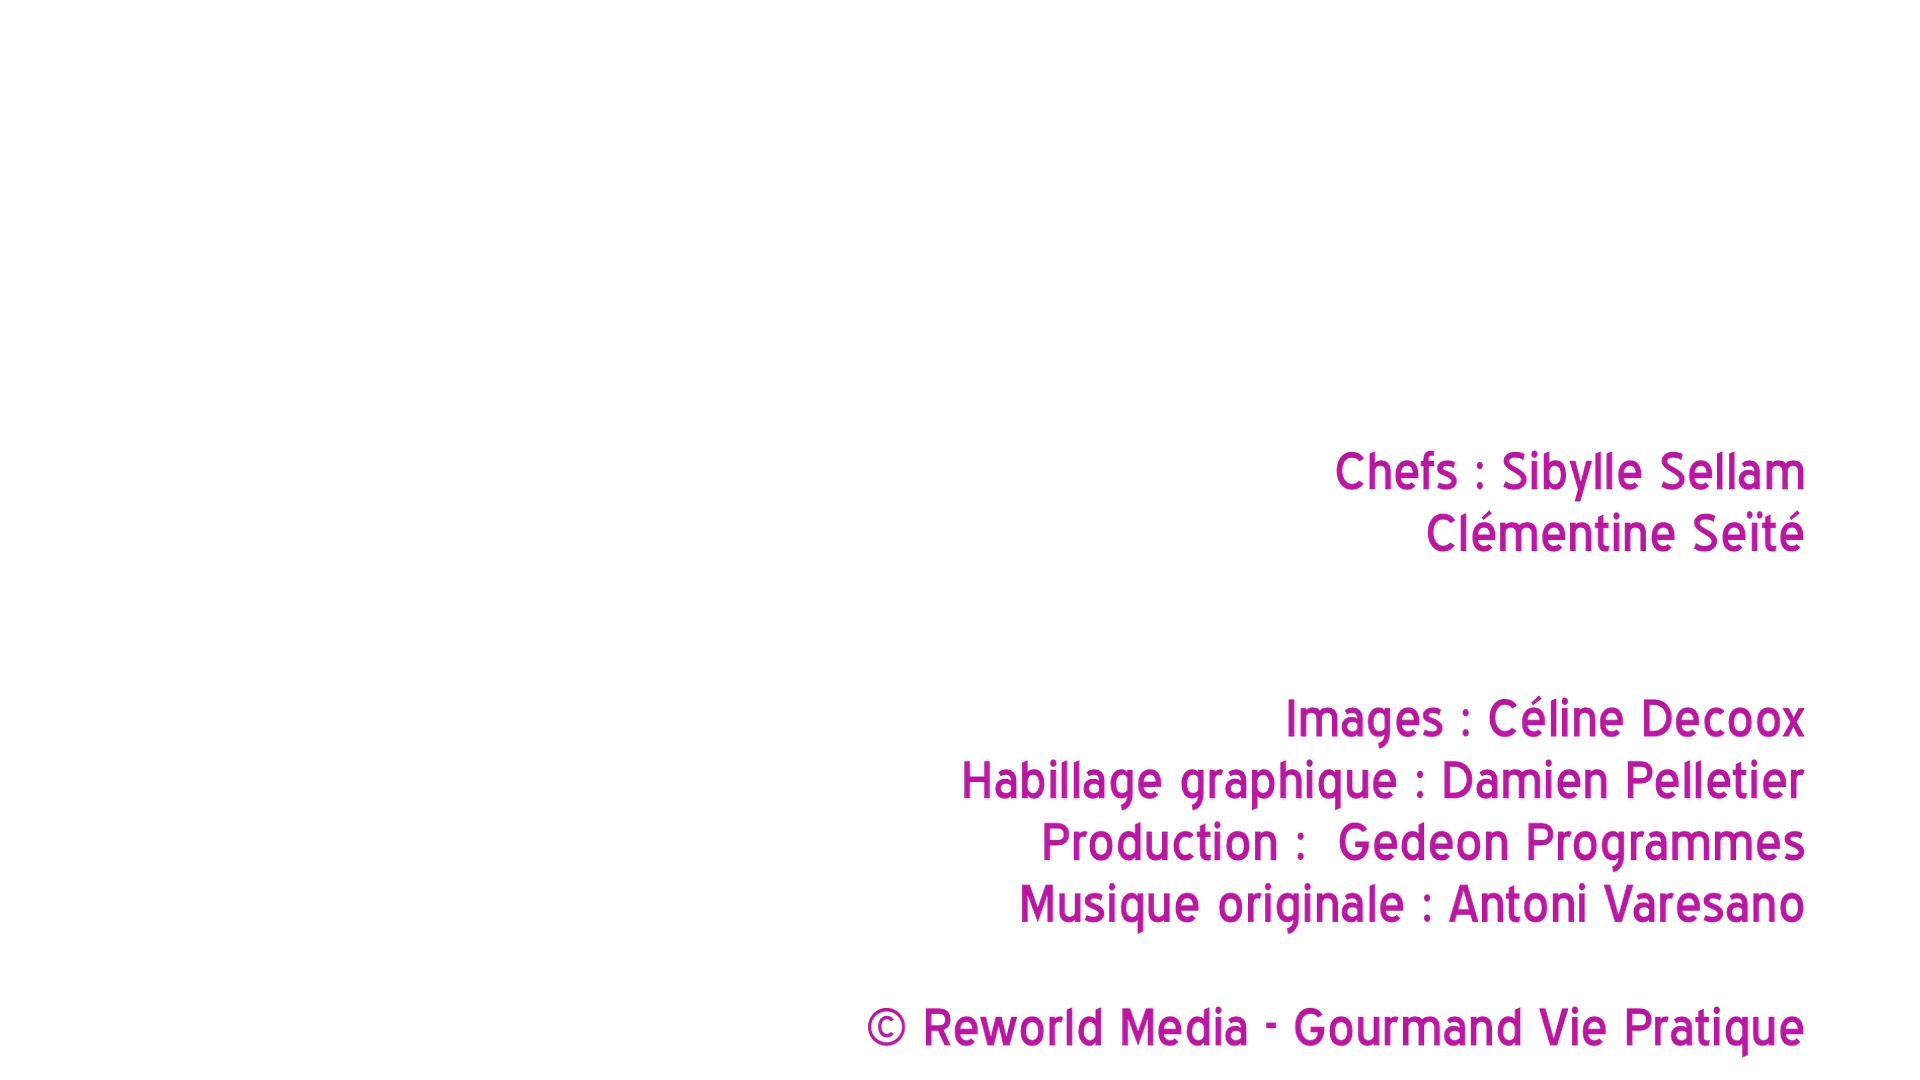 Chefs : Sibylle Sellam
Clémentine Seïté
Images : Céline Decoox
Habillage graphique : Damien Pelletier
Production :  Gedeon Programmes
Musique originale : Antoni Varesano
© Reworld Media - Gourmand Vie Pratique